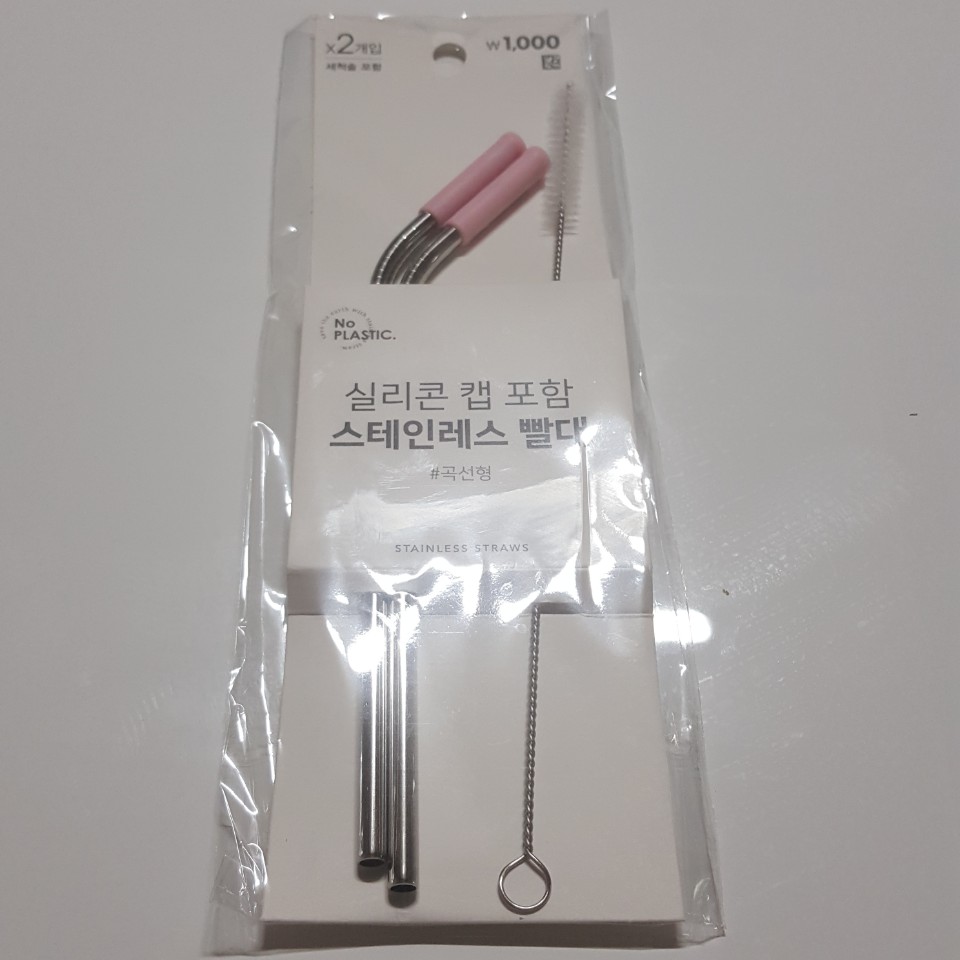 x2개입
세척솔 포함
₩1,000
No
PLASTIC.
실리콘 캡 포함
스테인레스 빨대
#곡선형
STAINLESS STRAWS